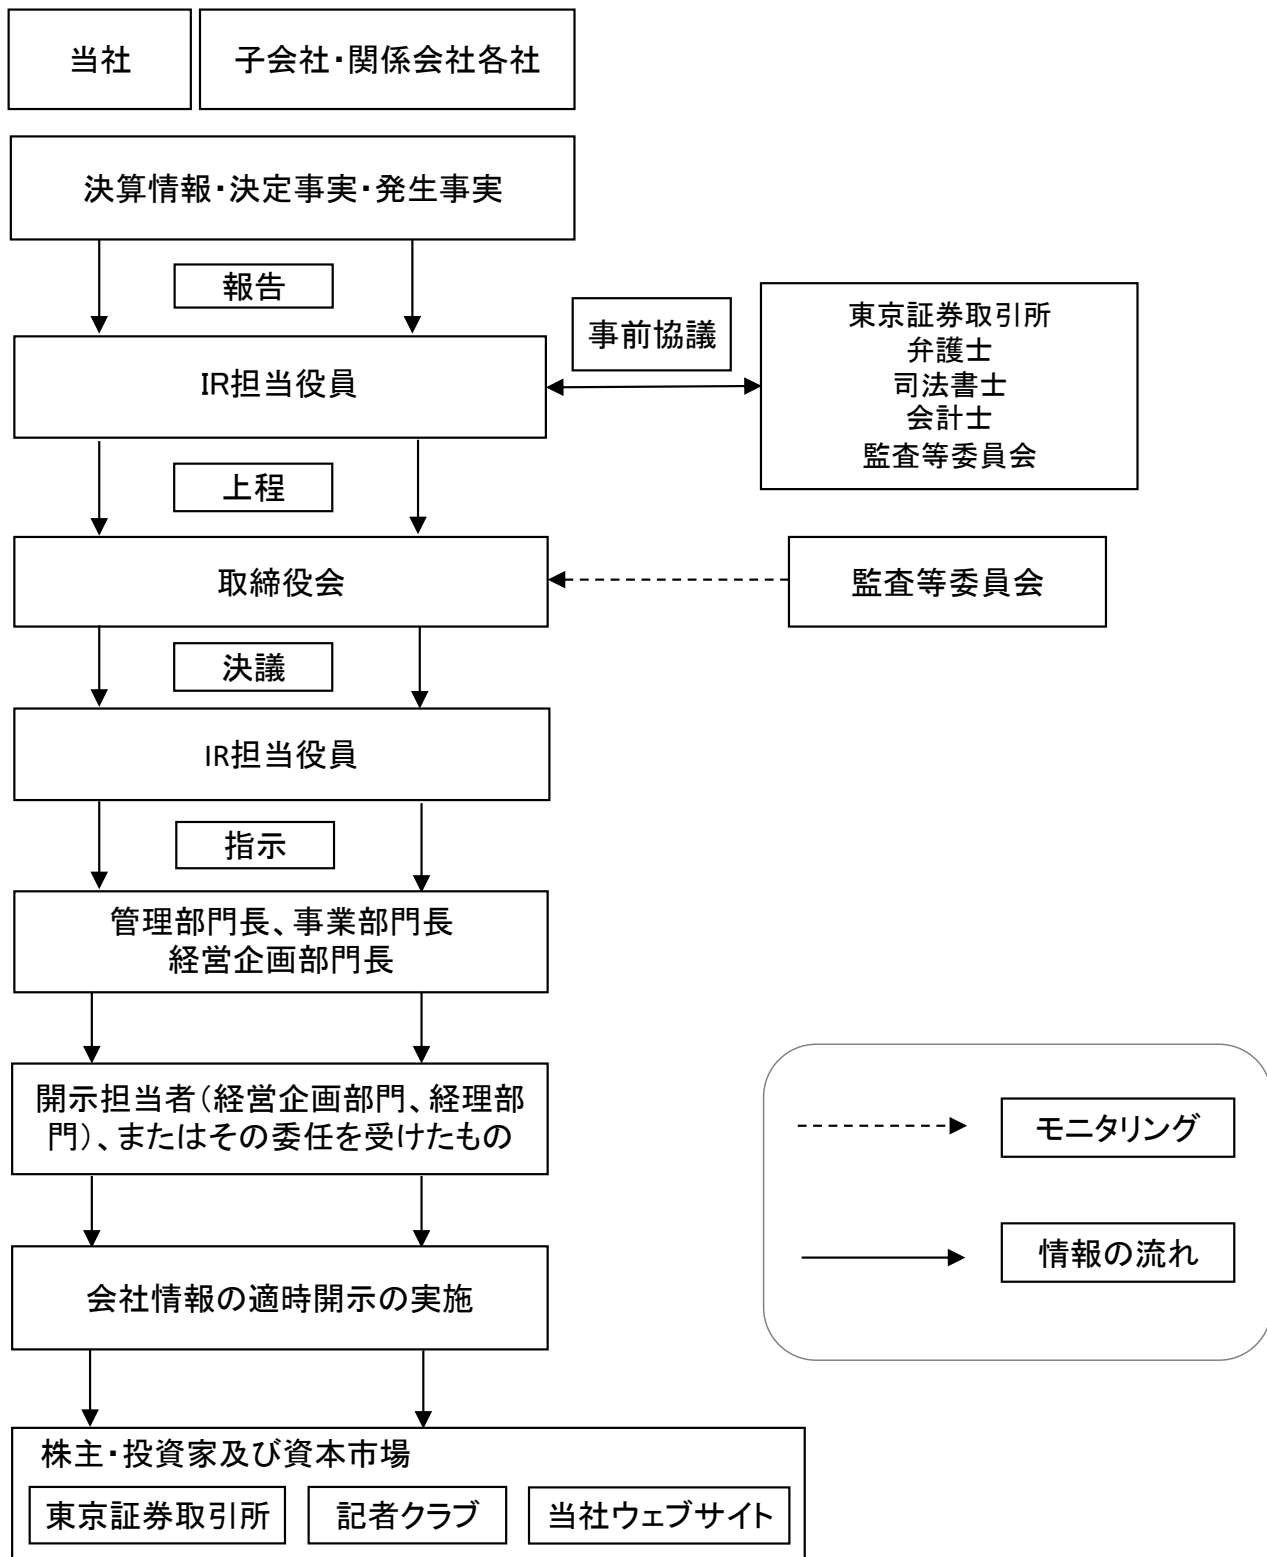 当社
子会社・関係会社各社
決算情報・決定事実・発生事実
報告
事前協議
東京証券取引所
弁護士
司法書士
会計士
監査等委員会
IR担当役員
上程
取締役会
監査等委員会
決議
IR担当役員
指示
管理部門長、事業部門長
経営企画部門長
開示担当者(経営企画部門、経理部
門)、またはその委任を受けたもの
モニタリング
情報の流れ
会社情報の適時開示の実施
株主・投資家及び資本市場
東京証券取引所
記者クラブ
当社ウェブサイト